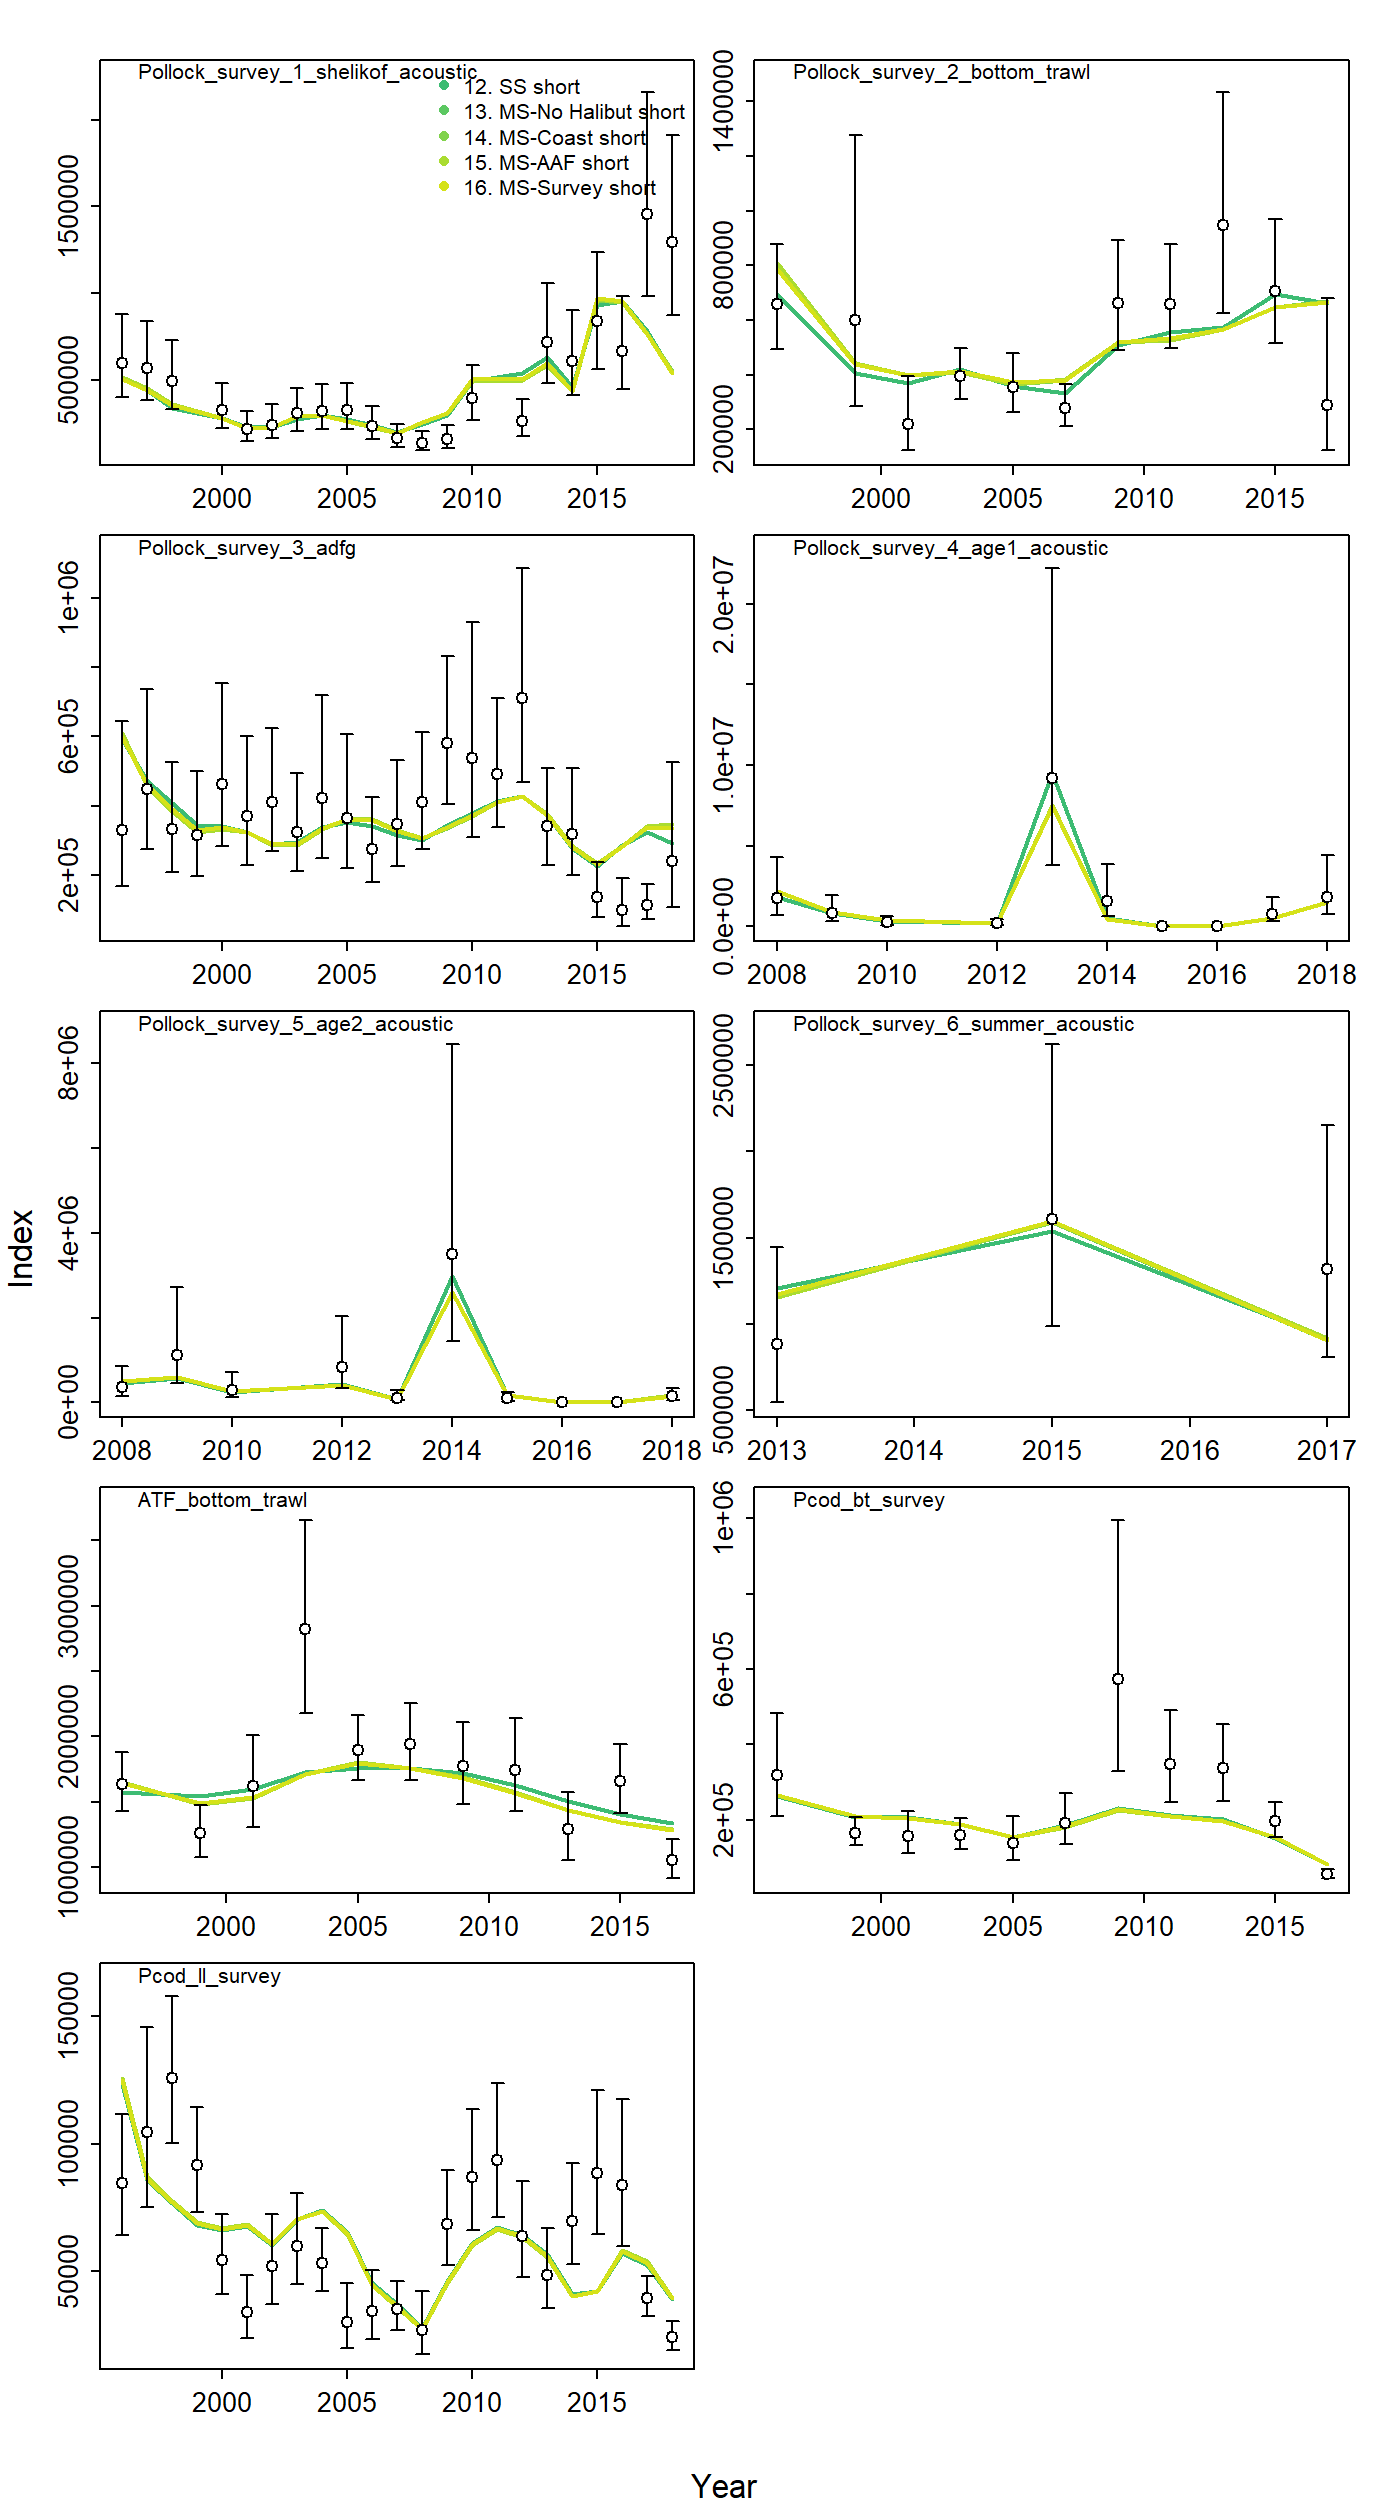 Pollock_survey_1_shelikof_acoustic
12. SS short
13. MS-No Halibut short
14. MS-Coast short
15. MS-AAF short
16. MS-Survey short
500000
1500000
2000
2005
2010
2015
Pollock_survey_2_bottom_trawl
200000
800000
1400000
2000
2005
2010
2015
Pollock_survey_3_adfg
2e+05
6e+05
1e+06
2000
2005
2010
2015
Pollock_survey_4_age1_acoustic
0.0e+00
1.0e+07
2.0e+07
2008
2010
2012
2014
2016
2018
Pollock_survey_5_age2_acoustic
0e+00
4e+06
8e+06
2008
2010
2012
2014
2016
2018
Pollock_survey_6_summer_acoustic
500000
1500000
2500000
2013
2014
2015
2016
2017
Index
ATF_bottom_trawl
1000000
2000000
3000000
2000
2005
2010
2015
Pcod_bt_survey
2e+05
6e+05
1e+06
2000
2005
2010
2015
Pcod_ll_survey
50000
100000
150000
2000
2005
2010
2015
Year